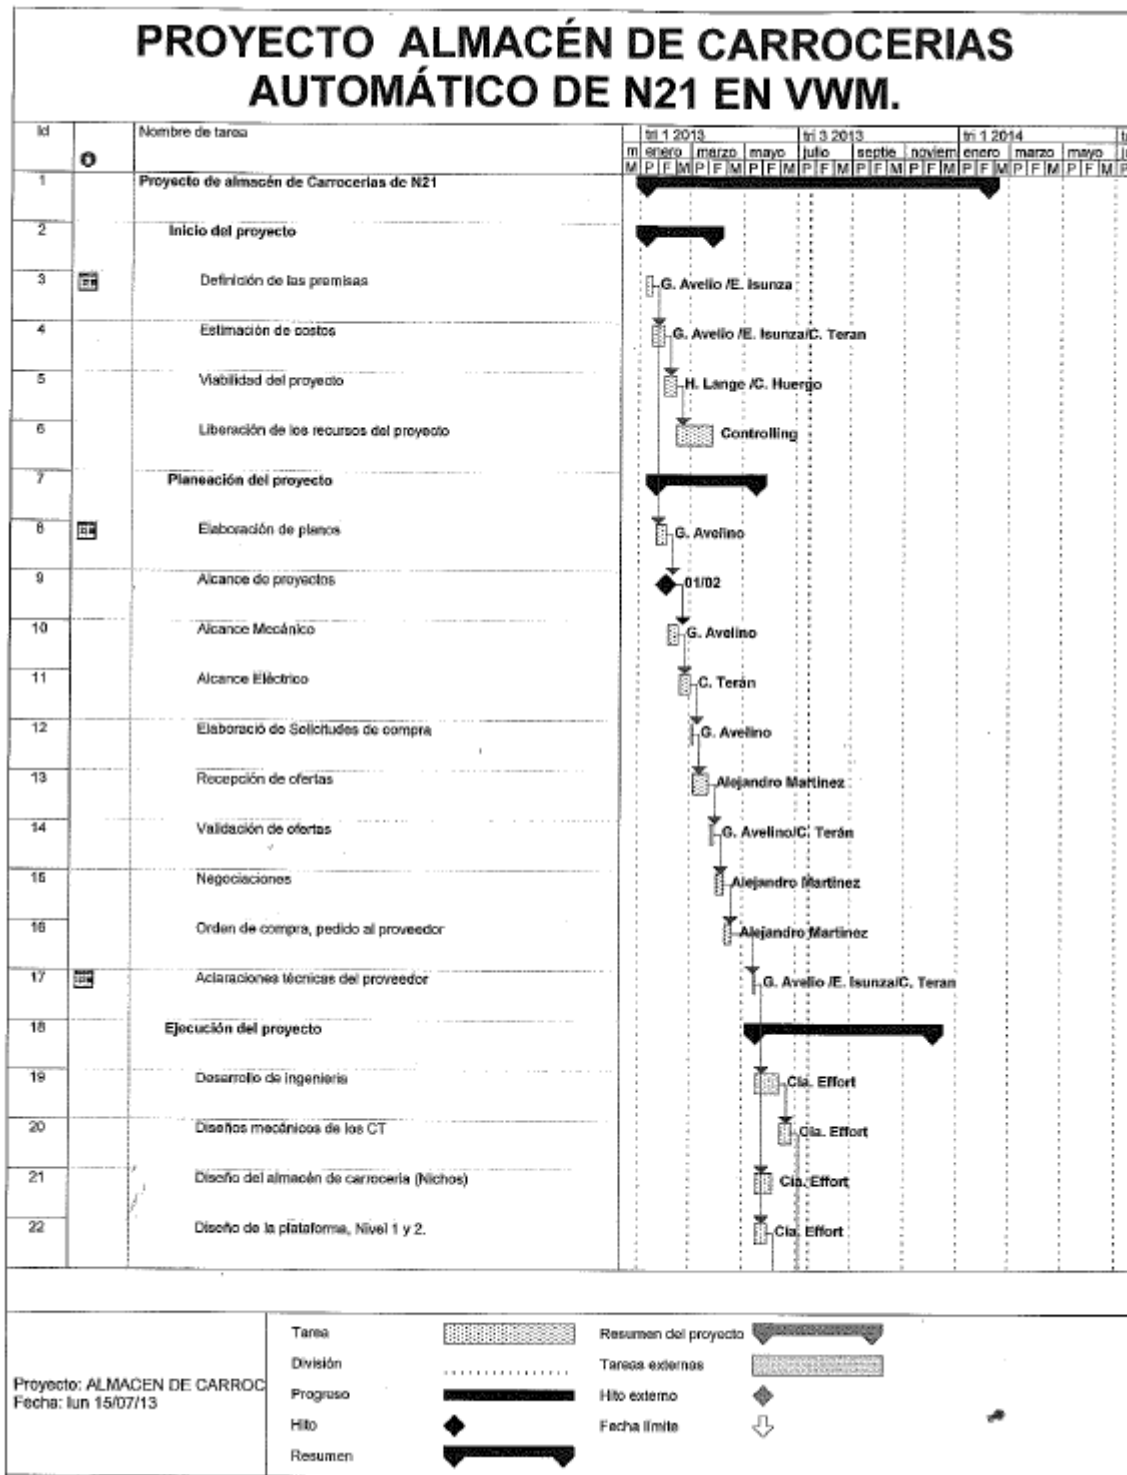 PROYECTO ALMACÉN DE CARROCERIAS
AUTOMÁTICO DE N21 EN VWM.
Id Nombre de tarea tri 1 2013 tri 3 2013 tri 1 2014 t
m enero marzo mayo julio septie noviem enero marzo mayo j
M P F M P F M P F M P F M P F M P F M P F M P F M P F M P
1 Proyecto de almacén de Carrocerias de N21
2 Inicio del proyecto
3 Definición de las premisas G. Avelio /E. Isunza
4 Estimación de costos G. Avelio /E. Isunza/C. Teran
5 Viabilidad del proyecto H. Lange /C. Huergo
6 Liberación de los recursos del proyecto Controlling
7 Planeación del proyecto
8 Elaboración de planos G. Avelino
9 Alcance de proyectos 01/02
10 Alcance Mecánico G. Avelino
11 Alcance Eléctrico C. Terán
12 Elaboració de Solicitudes de compra G. Avelino
13 Recepción de ofertas Alejandro Martinez
14 Validación de ofertas G. Avelino/C. Terán
15 Negociaciones Alejandro Martinez
16 Orden de compra, pedido al proveedor Alejandro Martinez
17 Aclaraciones técnicas del proveedor G. Avelio /E. Isunza/C. Teran
18 Ejecución del proyecto
19 Desarrollo de ingenieria Cia. Effort
20 Diseños mecánicos de los CT Cia. Effort
21 Diseño del almacén de carroceria (Nichos) Cia. Effort
22 Diseño de la plataforma, Nivel 1 y 2. Cia. Effort
Proyecto: ALMACEN DE CARROC
Fecha: lun 15/07/13
Tarea
División
Progreso
Hito
Resumen
Resumen del proyecto
Tareas externas
Hito externo
Fecha límite